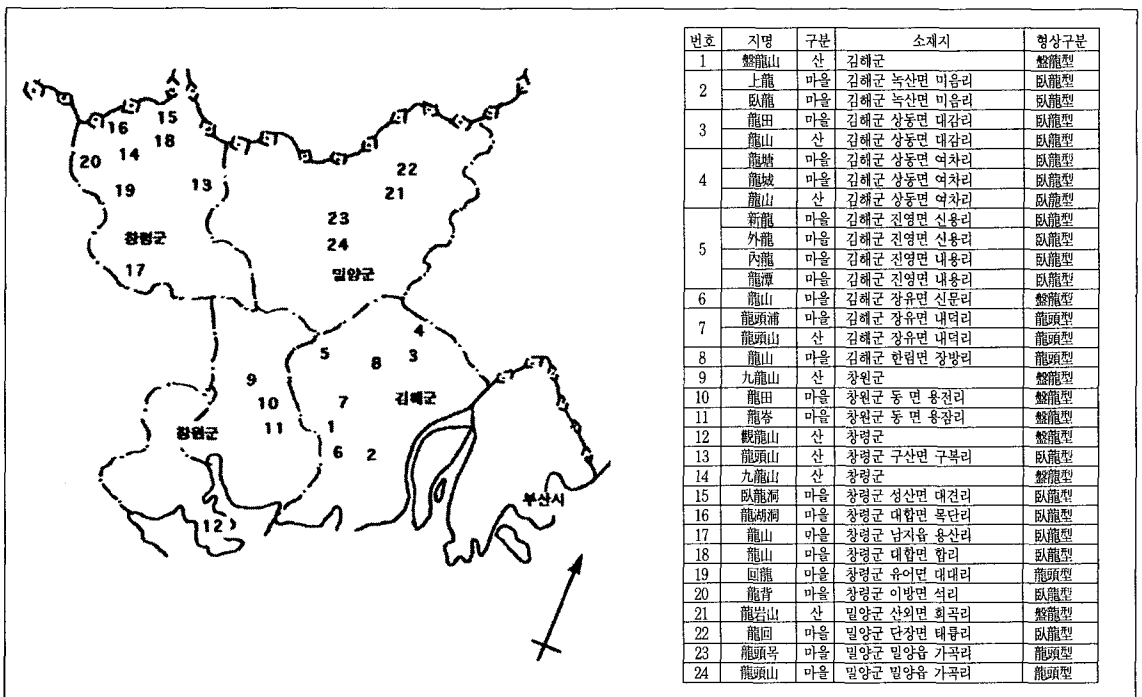 16
15
14
18
20
19
13
창령군
17
22
21
23
24
밀양군
4
5
8
3
9
10
7
김해군
창원군
11
1
6
2
부산시
12
번호 지명 구분 소재지 형상구분
1 盤龍山 산 김해군 盤龍型
2 上龍 마을 김해군 녹산면 미음리 臥龍型
臥龍 마을 김해군 녹산면 미음리 臥龍型
3 龍田 마을 김해군 상동면 대감리 臥龍型
龍山 산 김해군 상동면 대감리 臥龍型
4 龍塘 마을 김해군 상동면 여차리 臥龍型
龍城 마을 김해군 상동면 여차리 臥龍型
龍山 산 김해군 상동면 여차리 臥龍型
5 新龍 마을 김해군 진영면 신용리 臥龍型
外龍 마을 김해군 진영면 신용리 臥龍型
內龍 마을 김해군 진영면 내용리 臥龍型
龍潭 마을 김해군 진영면 내용리 臥龍型
6 龍山 마을 김해군 장유면 신문리 盤龍型
7 龍頭浦 마을 김해군 장유면 내덕리 龍頭型
龍頭山 산 김해군 장유면 내덕리 龍頭型
8 龍山 마을 김해군 한림면 장방리 龍頭型
9 九龍山 산 창원군 盤龍型
10 龍田 마을 창원군 동 면 용전리 盤龍型
11 龍岑 마을 창원군 동 면 용잠리 盤龍型
12 觀龍山 산 창령군 盤龍型
13 龍頭山 산 창령군 구산면 구복리 臥龍型
14 九龍山 산 창령군 盤龍型
15 臥龍洞 마을 창령군 성산면 대견리 臥龍型
16 龍湖洞 마을 창령군 대합면 목단리 臥龍型
17 龍山 마을 창령군 남지읍 용산리 臥龍型
18 龍山 마을 창령군 대합면 합리 臥龍型
19 回龍 마을 창령군 유어면 대대리 龍頭型
20 龍背 마을 창령군 이방면 석리 臥龍型
21 龍岩山 산 밀양군 산외면 희곡리 盤龍型
22 龍回 마을 밀양군 단장면 태룡리 臥龍型
23 龍頭목 마을 밀양군 밀양읍 가곡리 龍頭型
24 龍頭山 마을 밀양군 밀양읍 가곡리 龍頭型